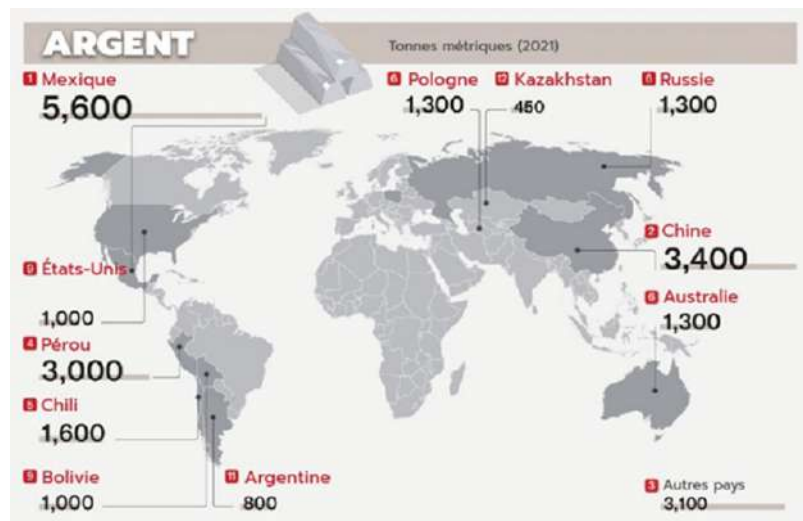 ARGENT
Tonnes métriques (2021)
1 Mexique
5,600
6 Pologne
1,300
12 Kazakhstan
450
6 Russie
1,300
2 Chine
3,400
9 États-Unis
1,000
6 Australie
1,300
4 Pérou
3,000
5 Chili
1,600
9 Bolivie
1,000
11 Argentine
800
3 Autres pays
3,100